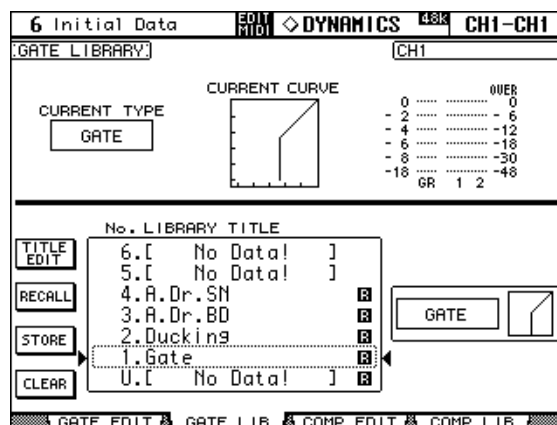 6 Initial Data EDIT MIDI ◇DYNAMICS 48k CH1-CH1
GATE LIBRARY CH1
CURRENT TYPE
GATE
CURRENT CURVE
OVER
0 0
- 2 - 6
- 4 -12
- 6 -18
- 8 -30
-18 -48
GR 1 2
No. LIBRARY TITLE
TITLE EDIT
RECALL
STORE
CLEAR
6.[ No Data! ]
5.[ No Data! ]
4.A.Dr.SN R
3.A.Dr.BD R
2.Ducking R
1.Gate R
U.[ No Data! ] R
GATE
GATE EDIT GATE LIB COMP EDIT COMP LIB